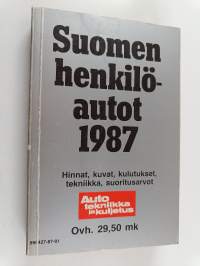 Suomen
henkilö-
autot
1987
Hinnat, kuvat, kulutukset,
tekniikka, suoritusarvot
Auto
tekniikka
ja kuljetus
Ovh. 29,50 mk